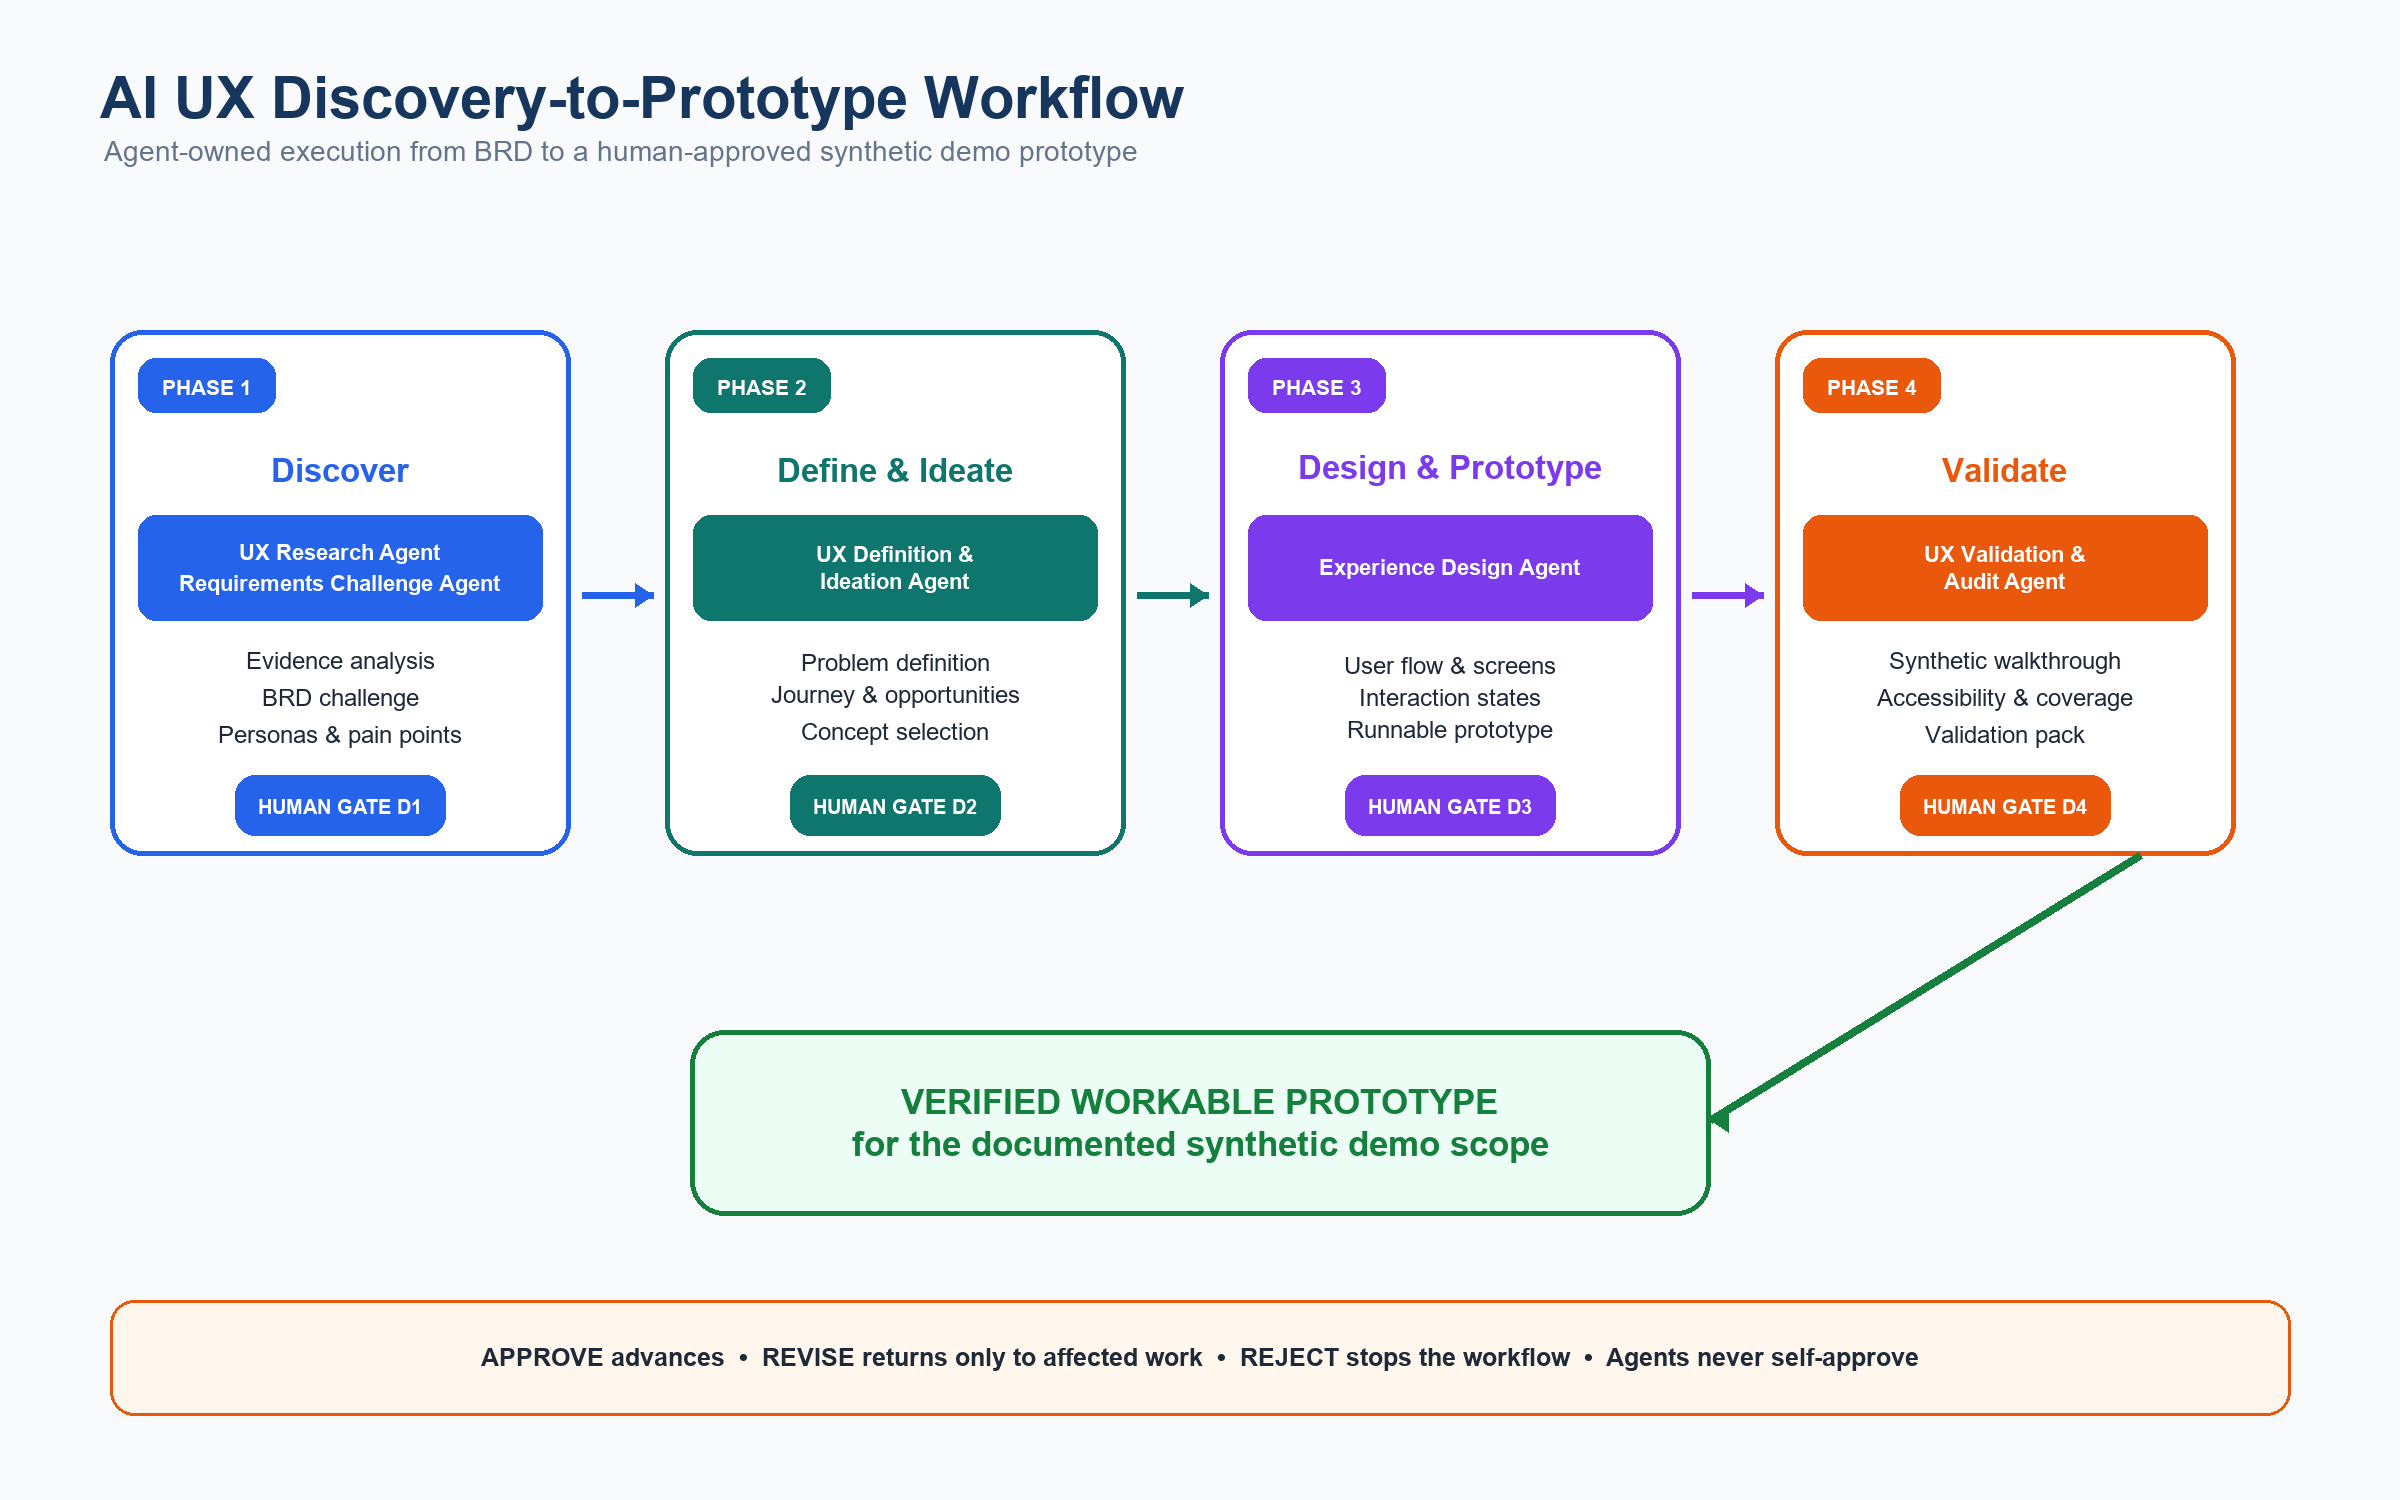 AI UX Discovery-to-Prototype Workflow
Agent-owned execution from BRD to a human-approved synthetic demo prototype
PHASE 1
Discover
UX Research Agent
Requirements Challenge Agent
Evidence analysis
BRD challenge
Personas & pain points
HUMAN GATE D1
PHASE 2
Define & Ideate
UX Definition &
Ideation Agent
Problem definition
Journey & opportunities
Concept selection
HUMAN GATE D2
PHASE 3
Design & Prototype
Experience Design Agent
User flow & screens
Interaction states
Runnable prototype
HUMAN GATE D3
PHASE 4
Validate
UX Validation &
Audit Agent
Synthetic walkthrough
Accessibility & coverage
Validation pack
HUMAN GATE D4
VERIFIED WORKABLE PROTOTYPE
for the documented synthetic demo scope
APPROVE advances • REVISE returns only to affected work • REJECT stops the workflow • Agents never self-approve